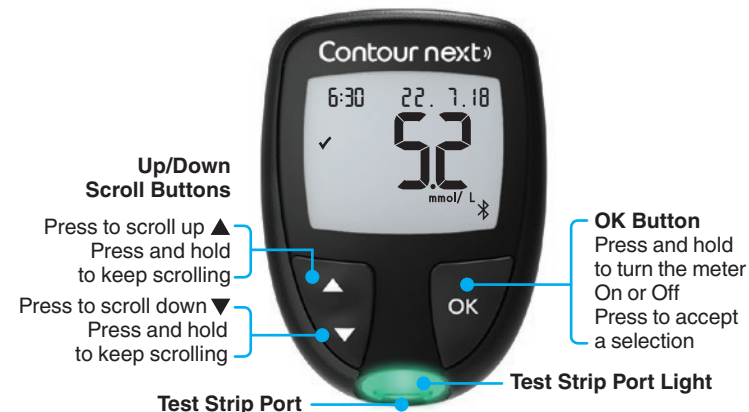 Contour next
6:30 22. 7.18
✓
5.2
mmol/ L
Up/Down
Scroll Buttons
Press to scroll up ▲
Press and hold
to keep scrolling
Press to scroll down ▼
Press and hold
to keep scrolling
OK
OK Button
Press and hold
to turn the meter
On or Off
Press to accept
a selection
Test Strip Port Light
Test Strip Port